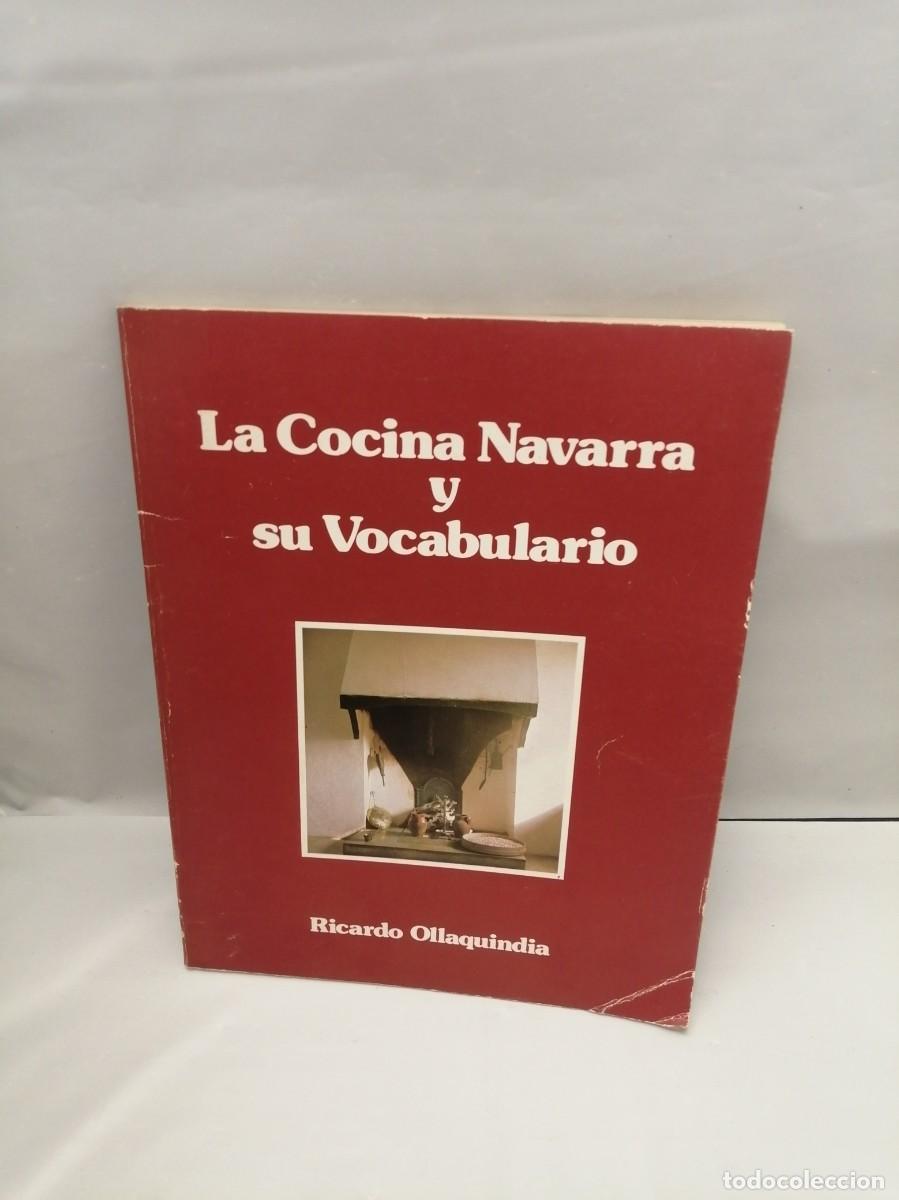 La Cocina Navarra
y
su Vocabulario
Ricardo Ollaquindia
todocoleccion